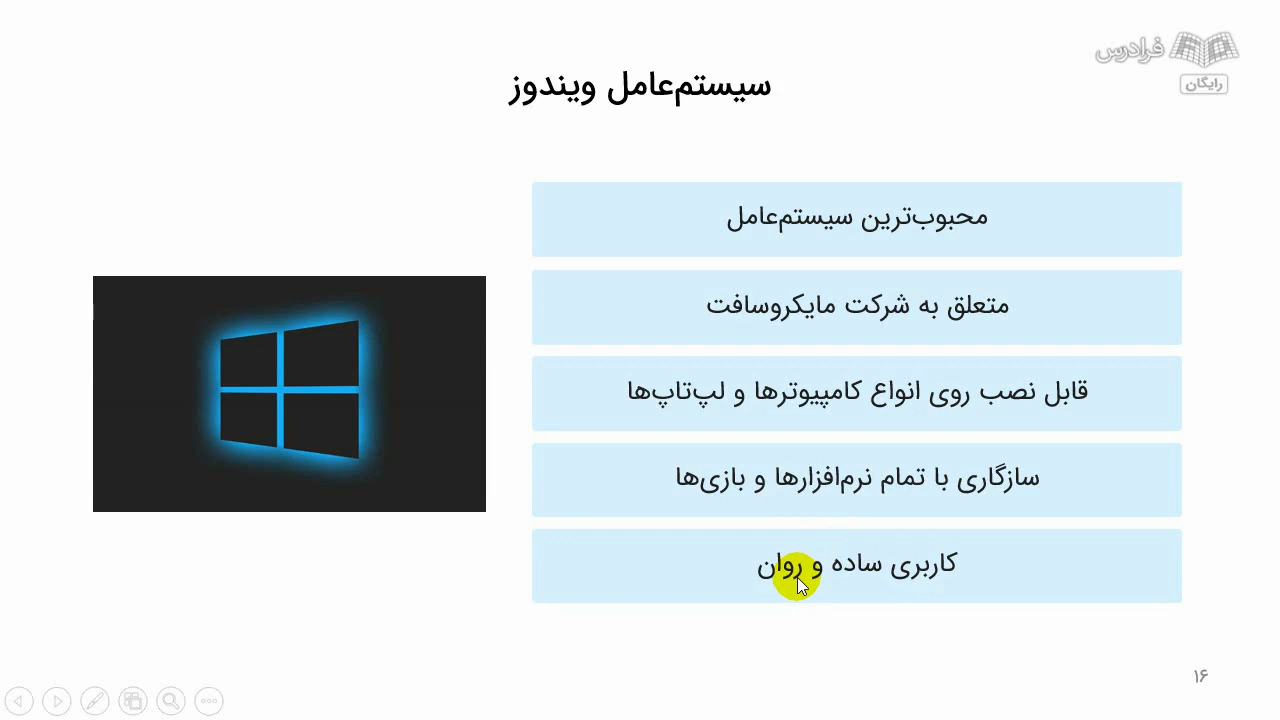 فرادرس
رایگان
سیستم‌عامل ویندوز
محبوب‌ترین سیستم‌عامل
متعلق به شرکت مایکروسافت
قابل نصب روی انواع کامپیوترها و لپ‌تاپ‌ها
سازگاری با تمام نرم‌افزارها و بازی‌ها
کاربری ساده و روان
۱۶